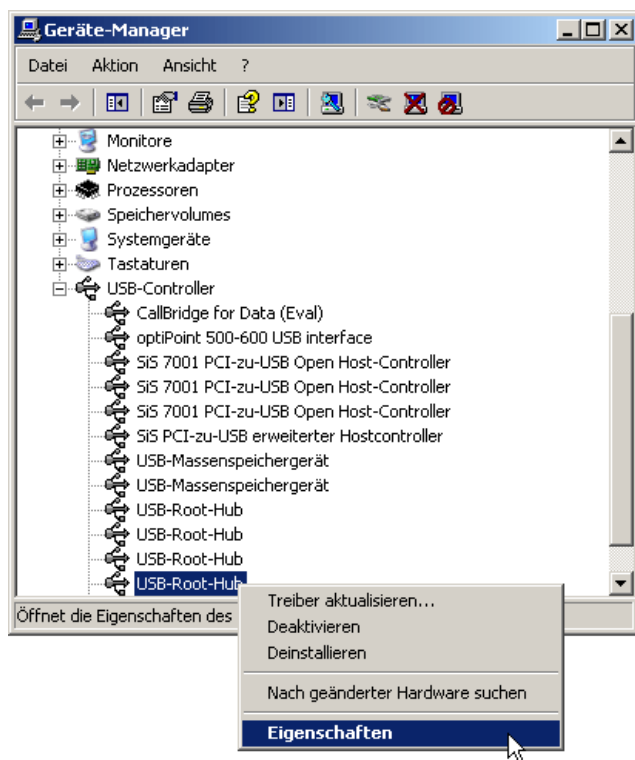 Geräte-Manager
Datei Aktion Ansicht ?
Monitore
Netzwerkadapter
Prozessoren
Speichervolumes
Systemgeräte
Tastaturen
USB-Controller
CallBridge for Data (Eval)
optiPoint 500-600 USB interface
SiS 7001 PCI-zu-USB Open Host-Controller
SiS 7001 PCI-zu-USB Open Host-Controller
SiS 7001 PCI-zu-USB Open Host-Controller
SiS PCI-zu-USB erweiterter Hostcontroller
USB-Massenspeichergerät
USB-Massenspeichergerät
USB-Root-Hub
USB-Root-Hub
USB-Root-Hub
USB-Root-Hub
Öffnet die Eigenschaften des
Treiber aktualisieren...
Deaktivieren
Deinstallieren
Nach geänderter Hardware suchen
Eigenschaften